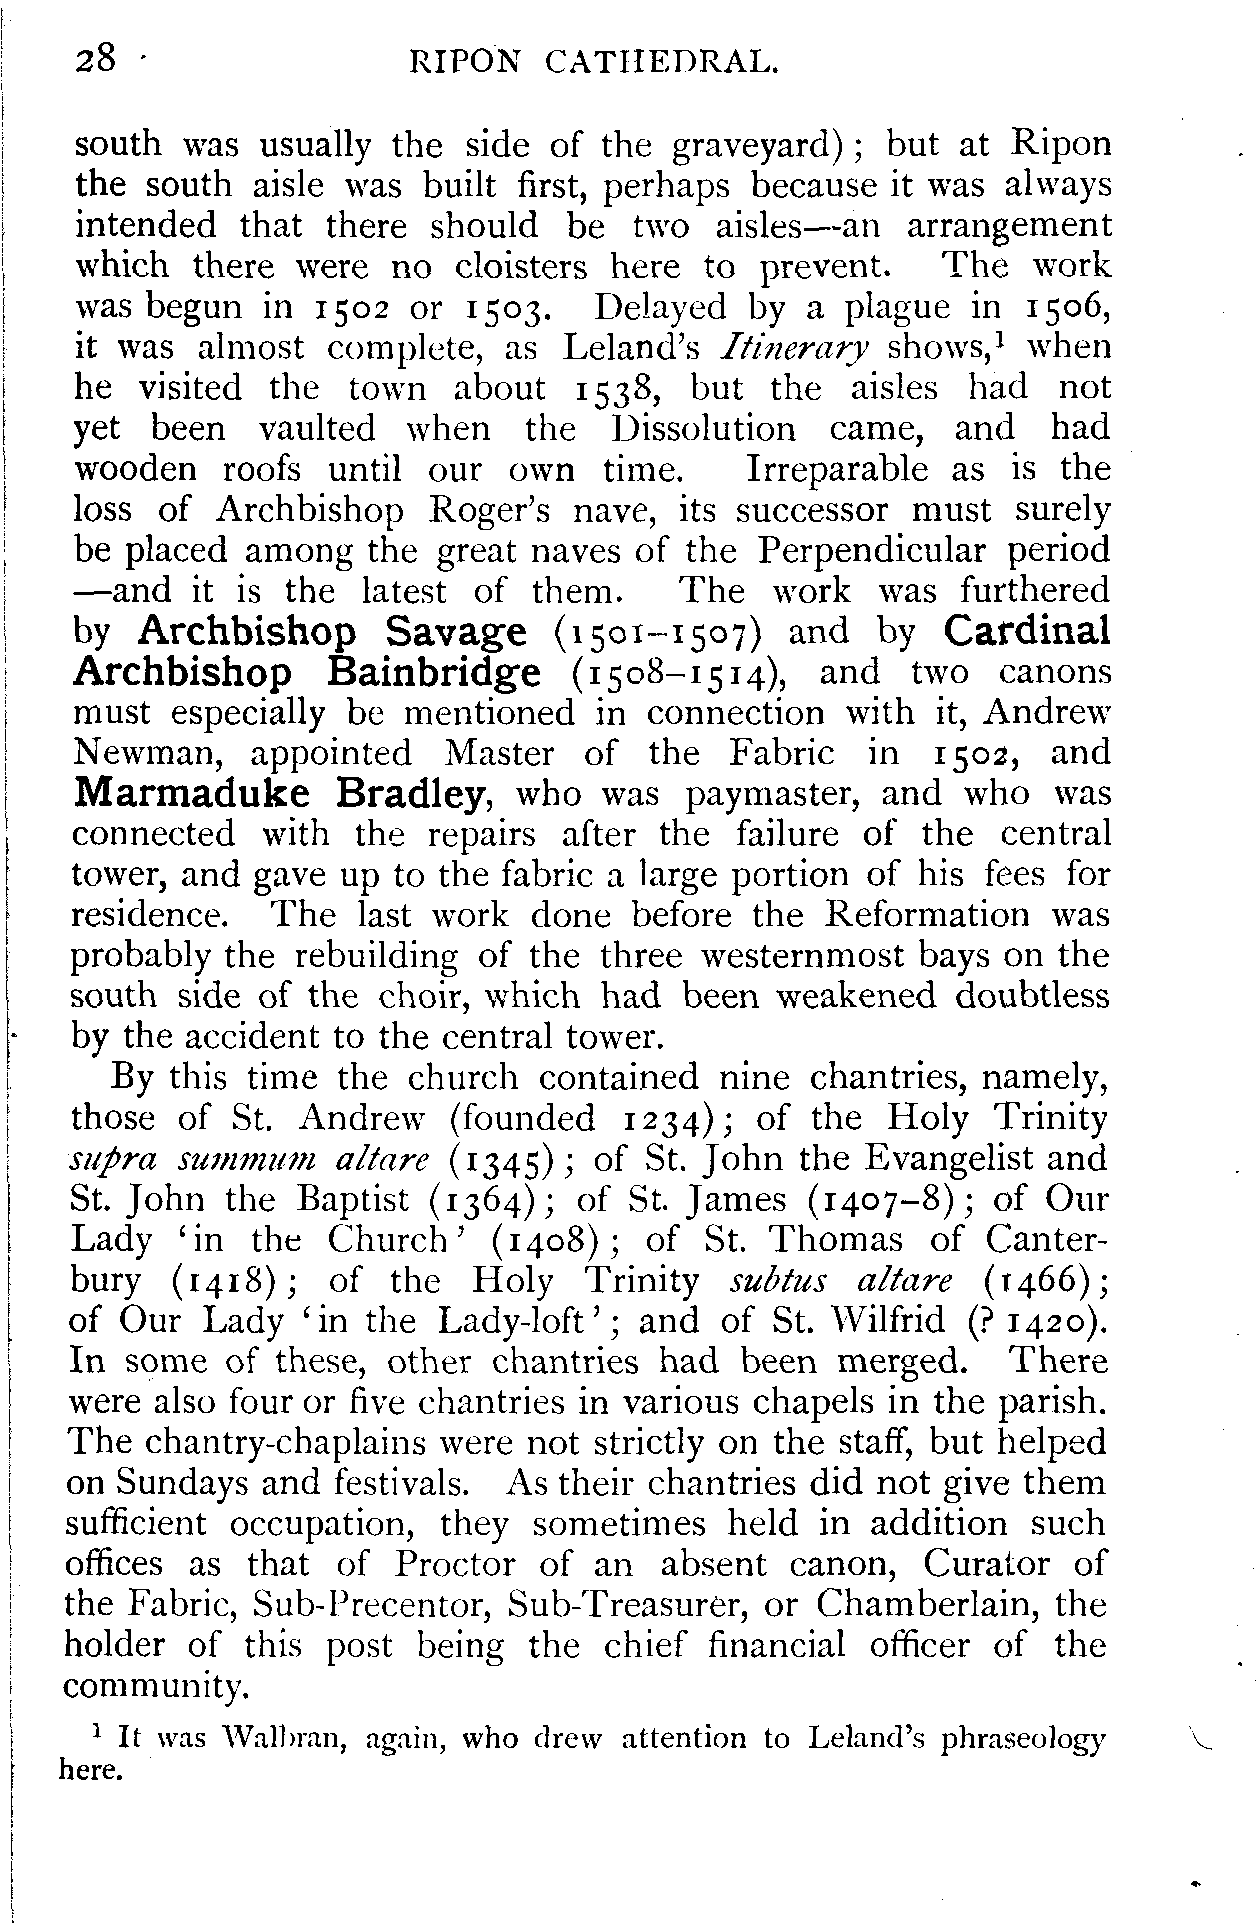 28 RIPON CATHEDRAL.
south was usually the side of the graveyard) ; but at Ripon
the south aisle was built first, perhaps because it was always
intended that there should be two aisles—an arrangement
which there were no cloisters here to prevent. The work
was begun in 1502 or 1503. Delayed by a plague in 1506,
it was almost complete, as Leland's Itinerary shows,¹ when
he visited the town about 1538, but the aisles had not
yet been vaulted when the Dissolution came, and had
wooden roofs until our own time. Irreparable as is the
loss of Archbishop Roger's nave, its successor must surely
be placed among the great naves of the Perpendicular period
—and it is the latest of them. The work was furthered
by Archbishop Savage (1501–1507) and by Cardinal
Archbishop Bainbridge (1508–1514), and two canons
must especially be mentioned in connection with it, Andrew
Newman, appointed Master of the Fabric in 1502, and
Marmaduke Bradley, who was paymaster, and who was
connected with the repairs after the failure of the central
tower, and gave up to the fabric a large portion of his fees for
residence. The last work done before the Reformation was
probably the rebuilding of the three westernmost bays on the
south side of the choir, which had been weakened doubtless
by the accident to the central tower.
By this time the church contained nine chantries, namely,
those of St. Andrew (founded 1234) ; of the Holy Trinity
supra summum altare (1345) ; of St. John the Evangelist and
St. John the Baptist (1364) ; of St. James (1407–8) ; of Our
Lady 'in the Church' (1408) ; of St. Thomas of Canter-
bury (1418) ; of the Holy Trinity subtus altare (1466) ;
of Our Lady 'in the Lady-loft' ; and of St. Wilfrid (? 1420).
In some of these, other chantries had been merged. There
were also four or five chantries in various chapels in the parish.
The chantry-chaplains were not strictly on the staff, but helped
on Sundays and festivals. As their chantries did not give them
sufficient occupation, they sometimes held in addition such
offices as that of Proctor of an absent canon, Curator of
the Fabric, Sub-Precentor, Sub-Treasurer, or Chamberlain, the
holder of this post being the chief financial officer of the
community.
¹ It was Walbran, again, who drew attention to Leland's phraseology
here.